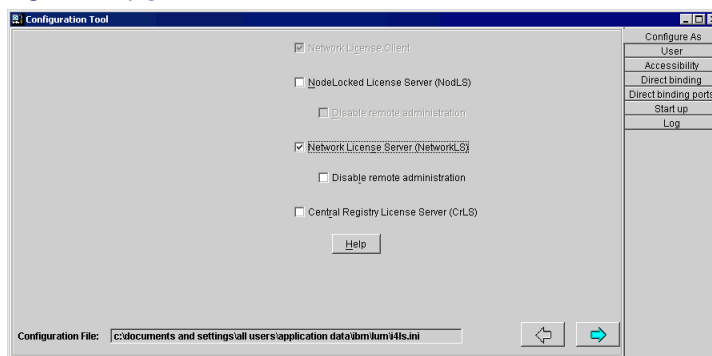 Configuration Tool
Configure As
User
Accessibility
Direct binding
Direct binding ports
Start up
Log
Network License Client
NodeLocked License Server (NodLS)
Disable remote administration
Network License Server (NetworkLS)
Disable remote administration
Central Registry License Server (CrLS)
Help
Configuration File: c:\documents and settings\all users\application data\ibm\lum\i4ls.ini